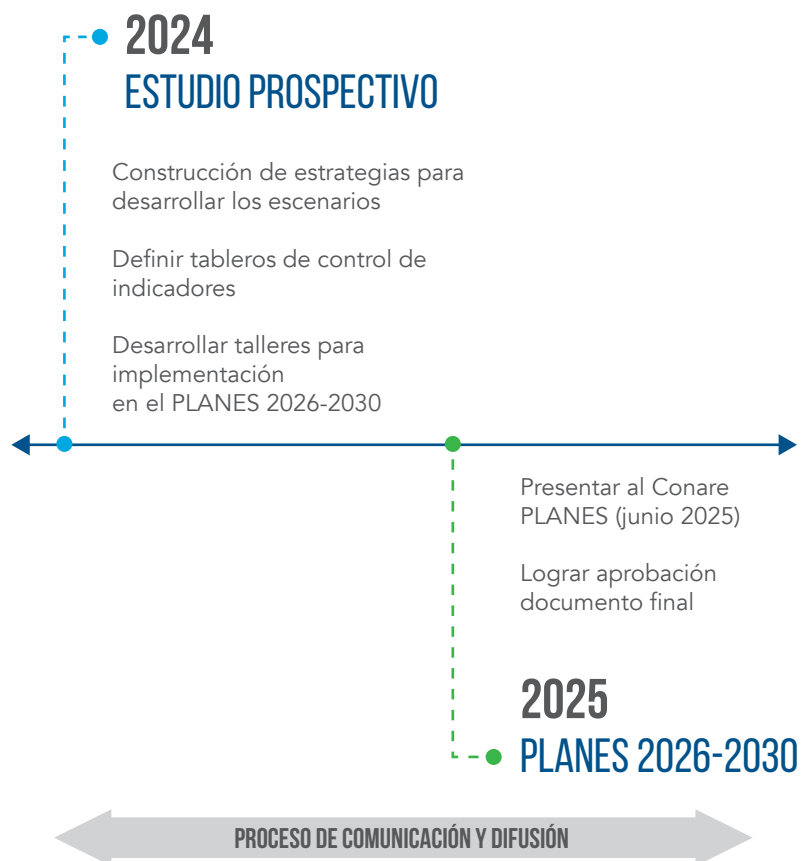 2024
ESTUDIO PROSPECTIVO
Construcción de estrategias para
desarrollar los escenarios
Definir tableros de control de
indicadores
Desarrollar talleres para
implementación
en el PLANES 2026-2030
Presentar al Conare
PLANES (junio 2025)
Lograr aprobación
documento final
2025
PLANES 2026-2030
PROCESO DE COMUNICACIÓN Y DIFUSIÓN